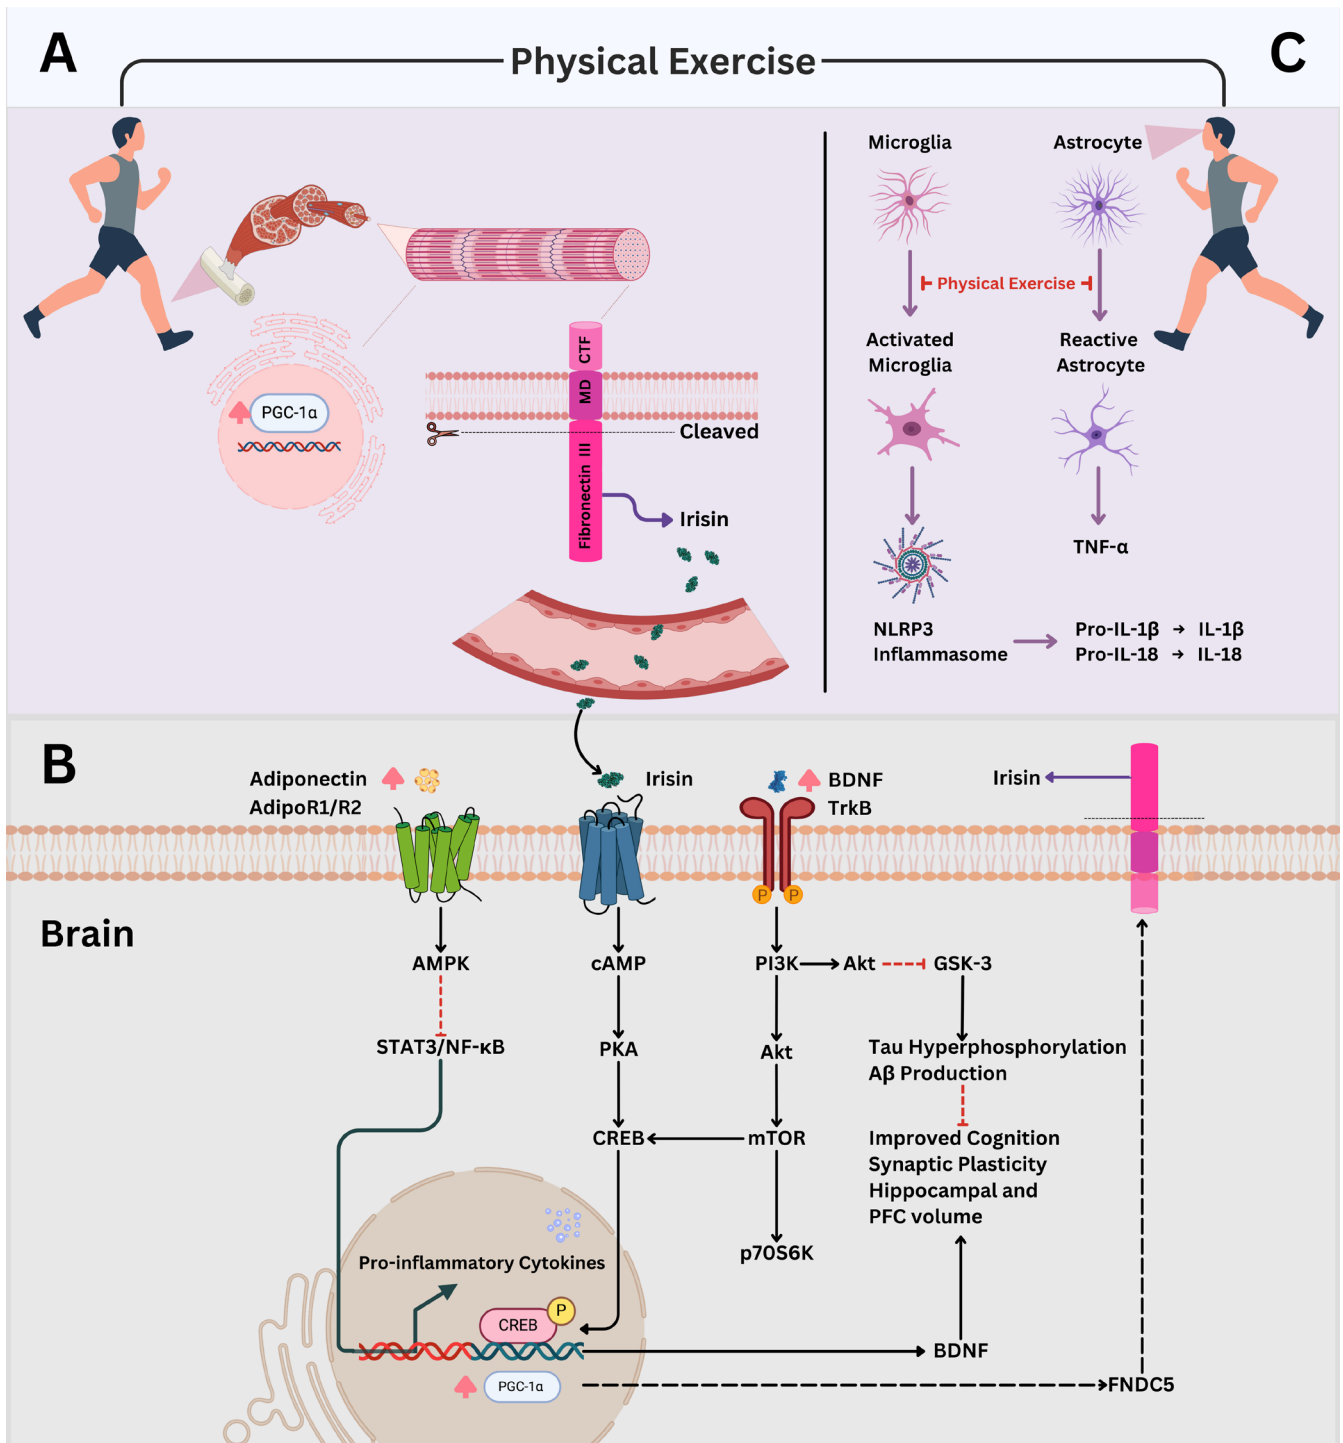 A
Physical Exercise
C
PGC-1α
CTF
MD
Fibronectin III
Cleaved
Irisin
Microglia
Astrocyte
Physical Exercise
Activated
Microglia
Reactive
Astrocyte
TNF-α
NLRP3
Inflammasome
Pro-IL-1β → IL-1β
Pro-IL-18 → IL-18
B
Adiponectin
AdipoR1/R2
Irisin
BDNF
TrkB
Irisin
P
P
Brain
AMPK
cAMP
PI3K
Akt
GSK-3
STAT3/NF-κB
PKA
Akt
Tau Hyperphosphorylation
Aβ Production
CREB
mTOR
Improved Cognition
Synaptic Plasticity
Hippocampal and
PFC volume
p70S6K
Pro-inflammatory Cytokines
P
CREB
BDNF
PGC-1α
FNDC5